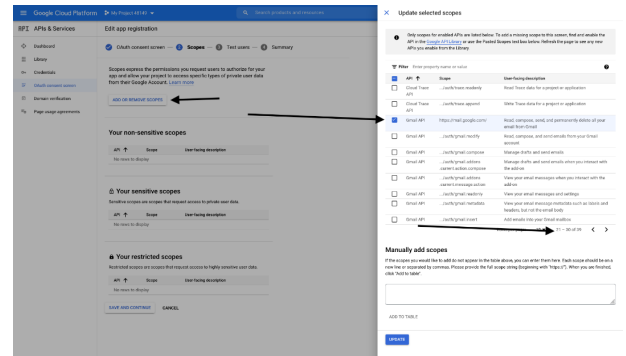 Google Cloud Platform
My Project 49149
Search products and resources
API APIs & Services
Dashboard
Library
Credentials
OAuth consent screen
Domain verification
Page usage agreements
Edit app registration
OAuth consent screen — 2 Scopes — 3 Test users — 4 Summary
Scopes express the permissions you request users to authorize for your
app and allow your project to access specific types of private user data
from their Google Account. Learn more
ADD OR REMOVE SCOPES
Your non-sensitive scopes
API ↑ Scope User-facing description
No rows to display
Your sensitive scopes
Sensitive scopes are scopes that request access to private user data.
API ↑ Scope User-facing description
No rows to display
Your restricted scopes
Restricted scopes are scopes that request access to highly sensitive user data.
API ↑ Scope User-facing description
No rows to display
SAVE AND CONTINUE CANCEL
Update selected scopes
Only scopes for enabled APIs are listed below. To add a missing scope to this screen, find and enable the
API in the Google API Library or use the Pasted Scopes text box below. Refresh the page to see any new
APIs you enable from the Library.
Filter Enter property name or value
API ↑ Scope User-facing description
Cloud Trace API .../auth/trace.readonly Read Trace data for a project or application
Cloud Trace API .../auth/trace.append Write Trace data for a project or application
Gmail API https://mail.google.com/ Read, compose, send, and permanently delete all your
email from Gmail
Gmail API .../auth/gmail.modify Read, compose, and send emails from your Gmail
account
Gmail API .../auth/gmail.compose Manage drafts and send emails
Gmail API .../auth/gmail.addons Manage drafts and send emails when you interact with
.current.action.compose the add-on
Gmail API .../auth/gmail.addons View your email messages when you interact with the
.current.message.action add-on
Gmail API .../auth/gmail.readonly View your email messages and settings
Gmail API .../auth/gmail.metadata View your email message metadata such as labels and
headers, but not the email body
Gmail API .../auth/gmail.insert Add emails into your Gmail mailbox
21 – 30 of 39
Manually add scopes
If the scopes you would like to add do not appear in the table above, you can enter them here. Each scope should be on a
new line or separated by commas. Please provide the full scope string (beginning with "https://"). When you are finished,
click "Add to table".
ADD TO TABLE
UPDATE